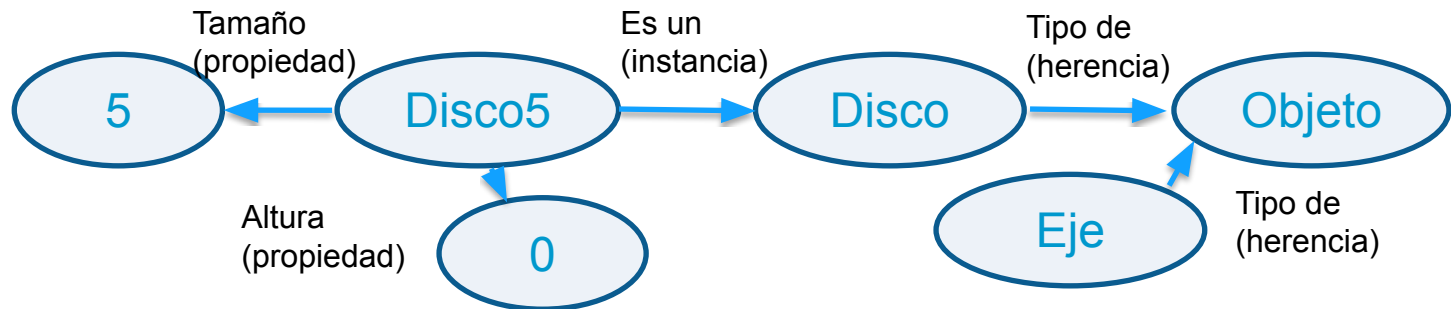 Tamaño
(propiedad)
Es un
(instancia)
Tipo de
(herencia)
5
Disco5
Disco
Objeto
Altura
(propiedad)
0
Eje
Tipo de
(herencia)